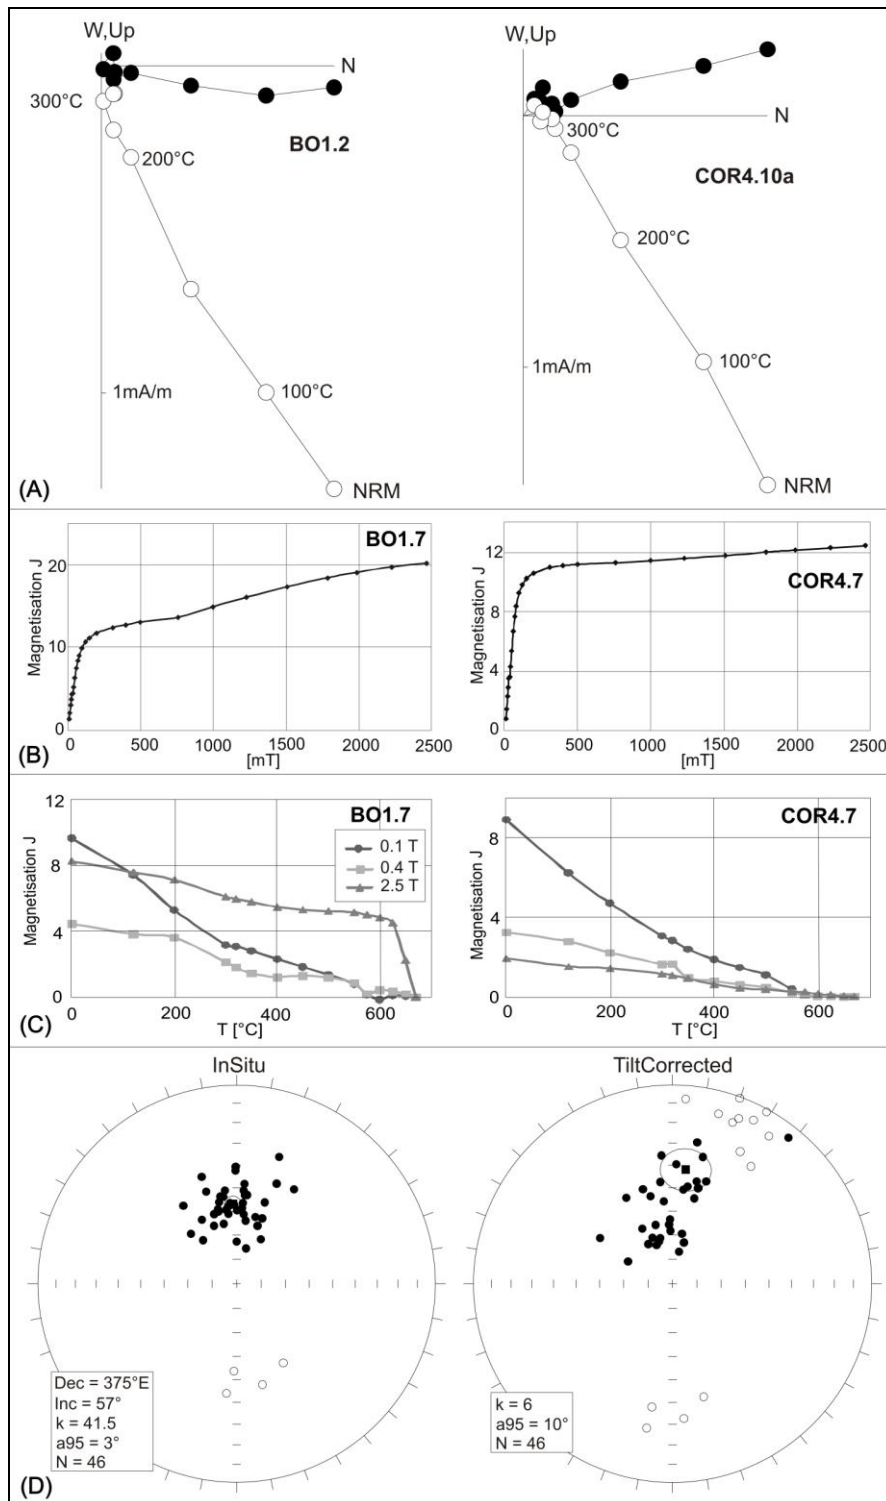 W,Up
N
300°C
BO1.2
200°C
1mA/m
100°C
NRM
(A)
W,Up
N
300°C
COR4.10a
200°C
100°C
1mA/m
NRM
BO1.7
Magnetisation J
20
10
0
0 500 1000 1500 2000 2500
[mT]
(B)
COR4.7
Magnetisation J
12
8
4
0
0 500 1000 1500 2000 2500
[mT]
BO1.7
Magnetisation J
12
8
4
0
0.1 T
0.4 T
2.5 T
0 200 400 600
T [°C]
(C)
COR4.7
Magnetisation J
8
4
0
0 200 400 600
T [°C]
InSitu
Dec = 375°E
Inc = 57°
k = 41.5
a95 = 3°
N = 46
(D)
TiltCorrected
k = 6
a95 = 10°
N = 46